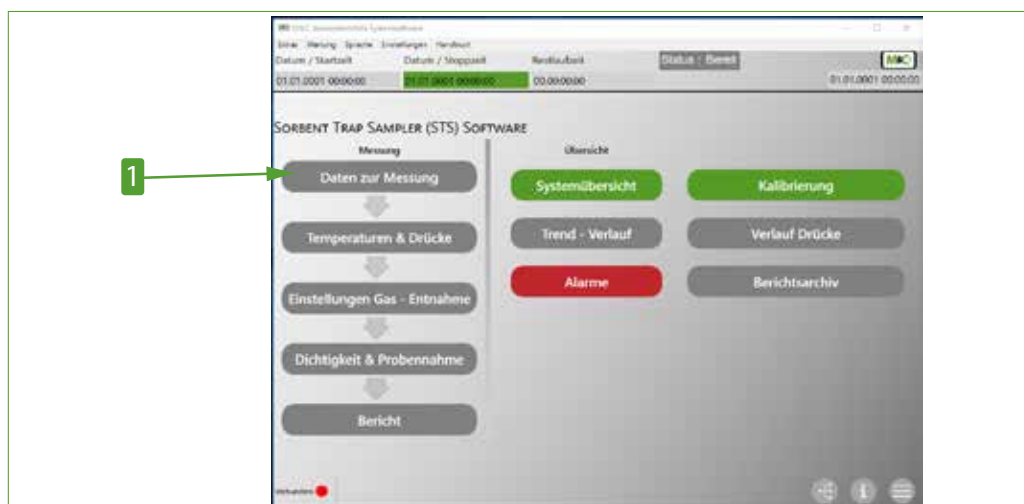 Extras Messung Sprache Einstellungen Handbuch
Datum / Startzeit Datum / Stoppzeit Restlaufzeit Status : Bereit M&C
01.01.0001 00:00:00 01.01.0001 00:00:00 00.00:00:00 01.01.0001 00:00:00
SORBENT TRAP SAMPLER (STS) SOFTWARE
Messung
Übersicht
1
Daten zur Messung
Systemübersicht
Kalibrierung
Temperaturen & Drücke
Trend - Verlauf
Verlauf Drücke
Alarme
Berichtsarchiv
Einstellungen Gas - Entnahme
Dichtigkeit & Probennahme
Bericht